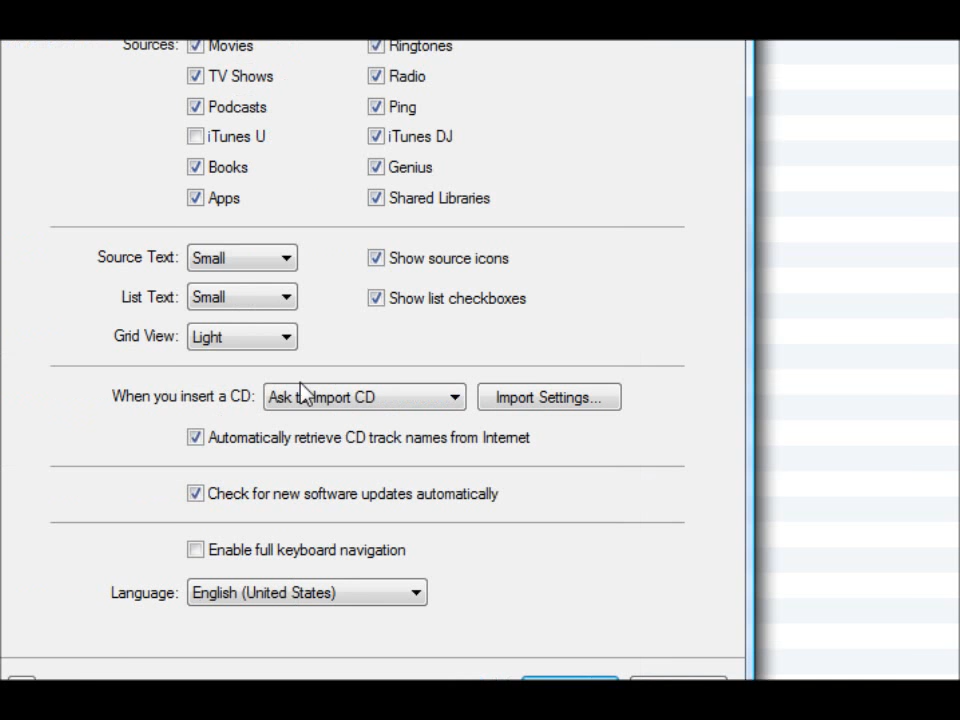 Sources: Movies Ringtones
TV Shows Radio
Podcasts Ping
iTunes U iTunes DJ
Books Genius
Apps Shared Libraries
Source Text: Small Show source icons
List Text: Small Show list checkboxes
Grid View: Light
When you insert a CD: Ask to Import CD Import Settings...
Automatically retrieve CD track names from Internet
Check for new software updates automatically
Enable full keyboard navigation
Language: English (United States)